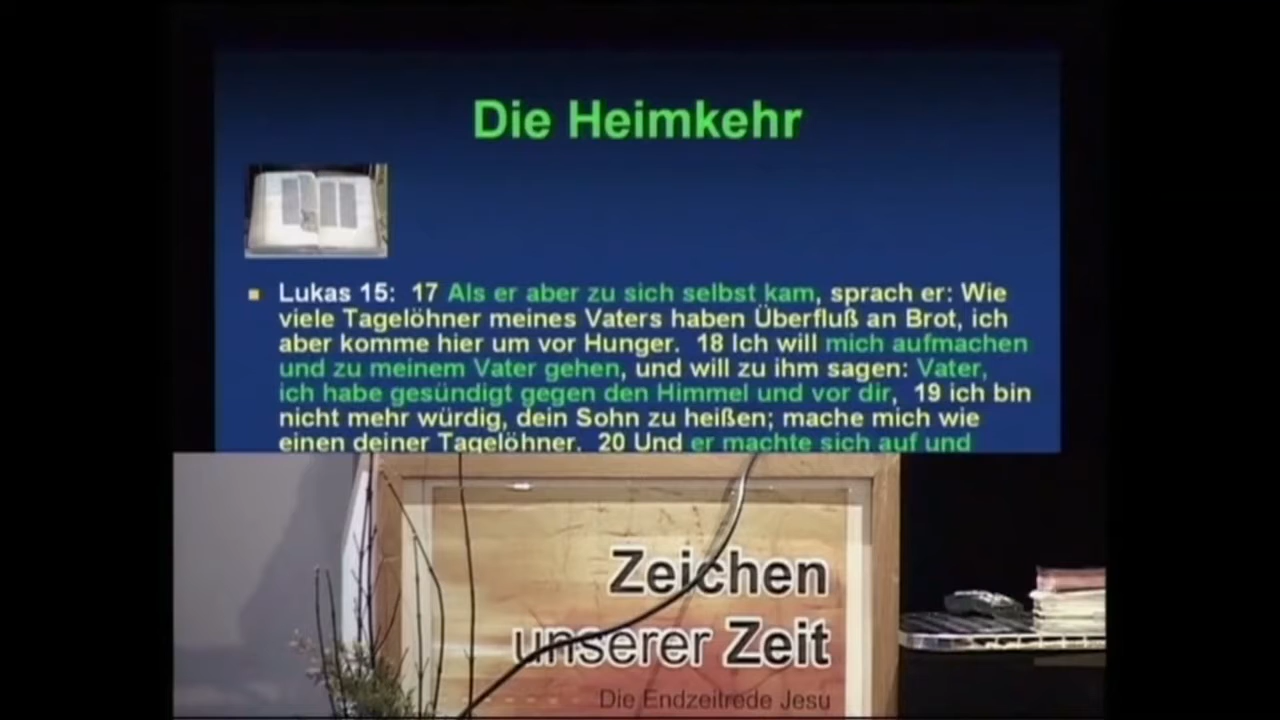 Die Heimkehr
Lukas 15: 17 Als er aber zu sich selbst kam, sprach er: Wie
viele Tagelöhner meines Vaters haben Überfluß an Brot, ich
aber komme hier um vor Hunger. 18 Ich will mich aufmachen
und zu meinem Vater gehen, und will zu ihm sagen: Vater,
ich habe gesündigt gegen den Himmel und vor dir, 19 ich bin
nicht mehr würdig, dein Sohn zu heißen; mache mich wie
einen deiner Tagelöhner. 20 Und er machte sich auf und
Zeichen
unserer Zeit
Die Endzeitrede Jesu